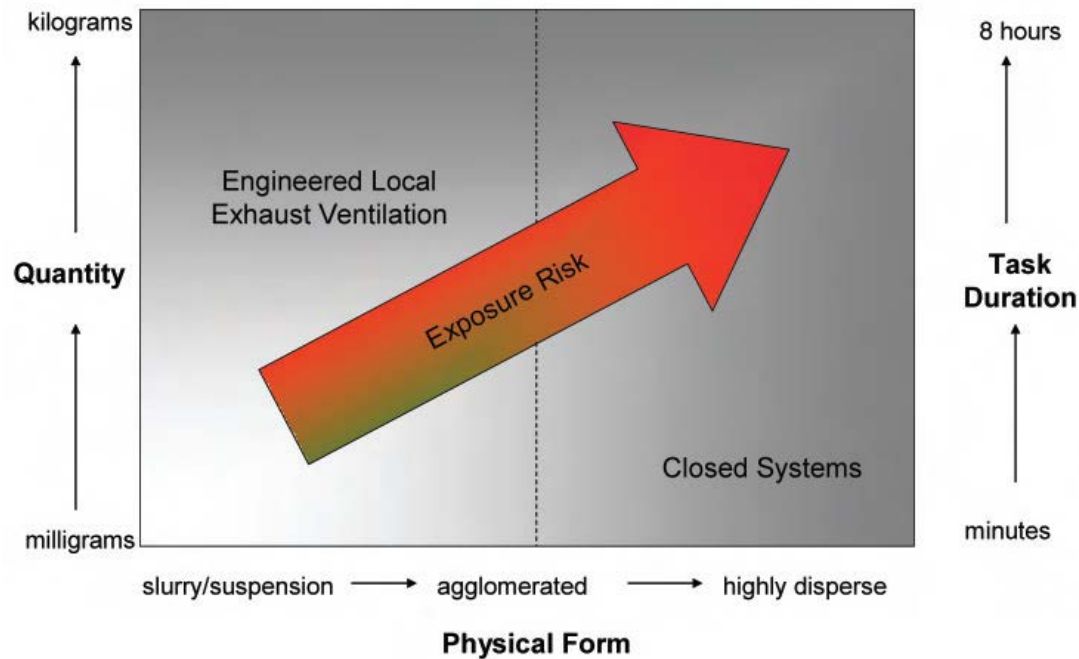 kilograms
8 hours
Engineered Local
Exhaust Ventilation
Quantity
Exposure Risk
Task
Duration
Closed Systems
milligrams
minutes
slurry/suspension
agglomerated
highly disperse
Physical Form